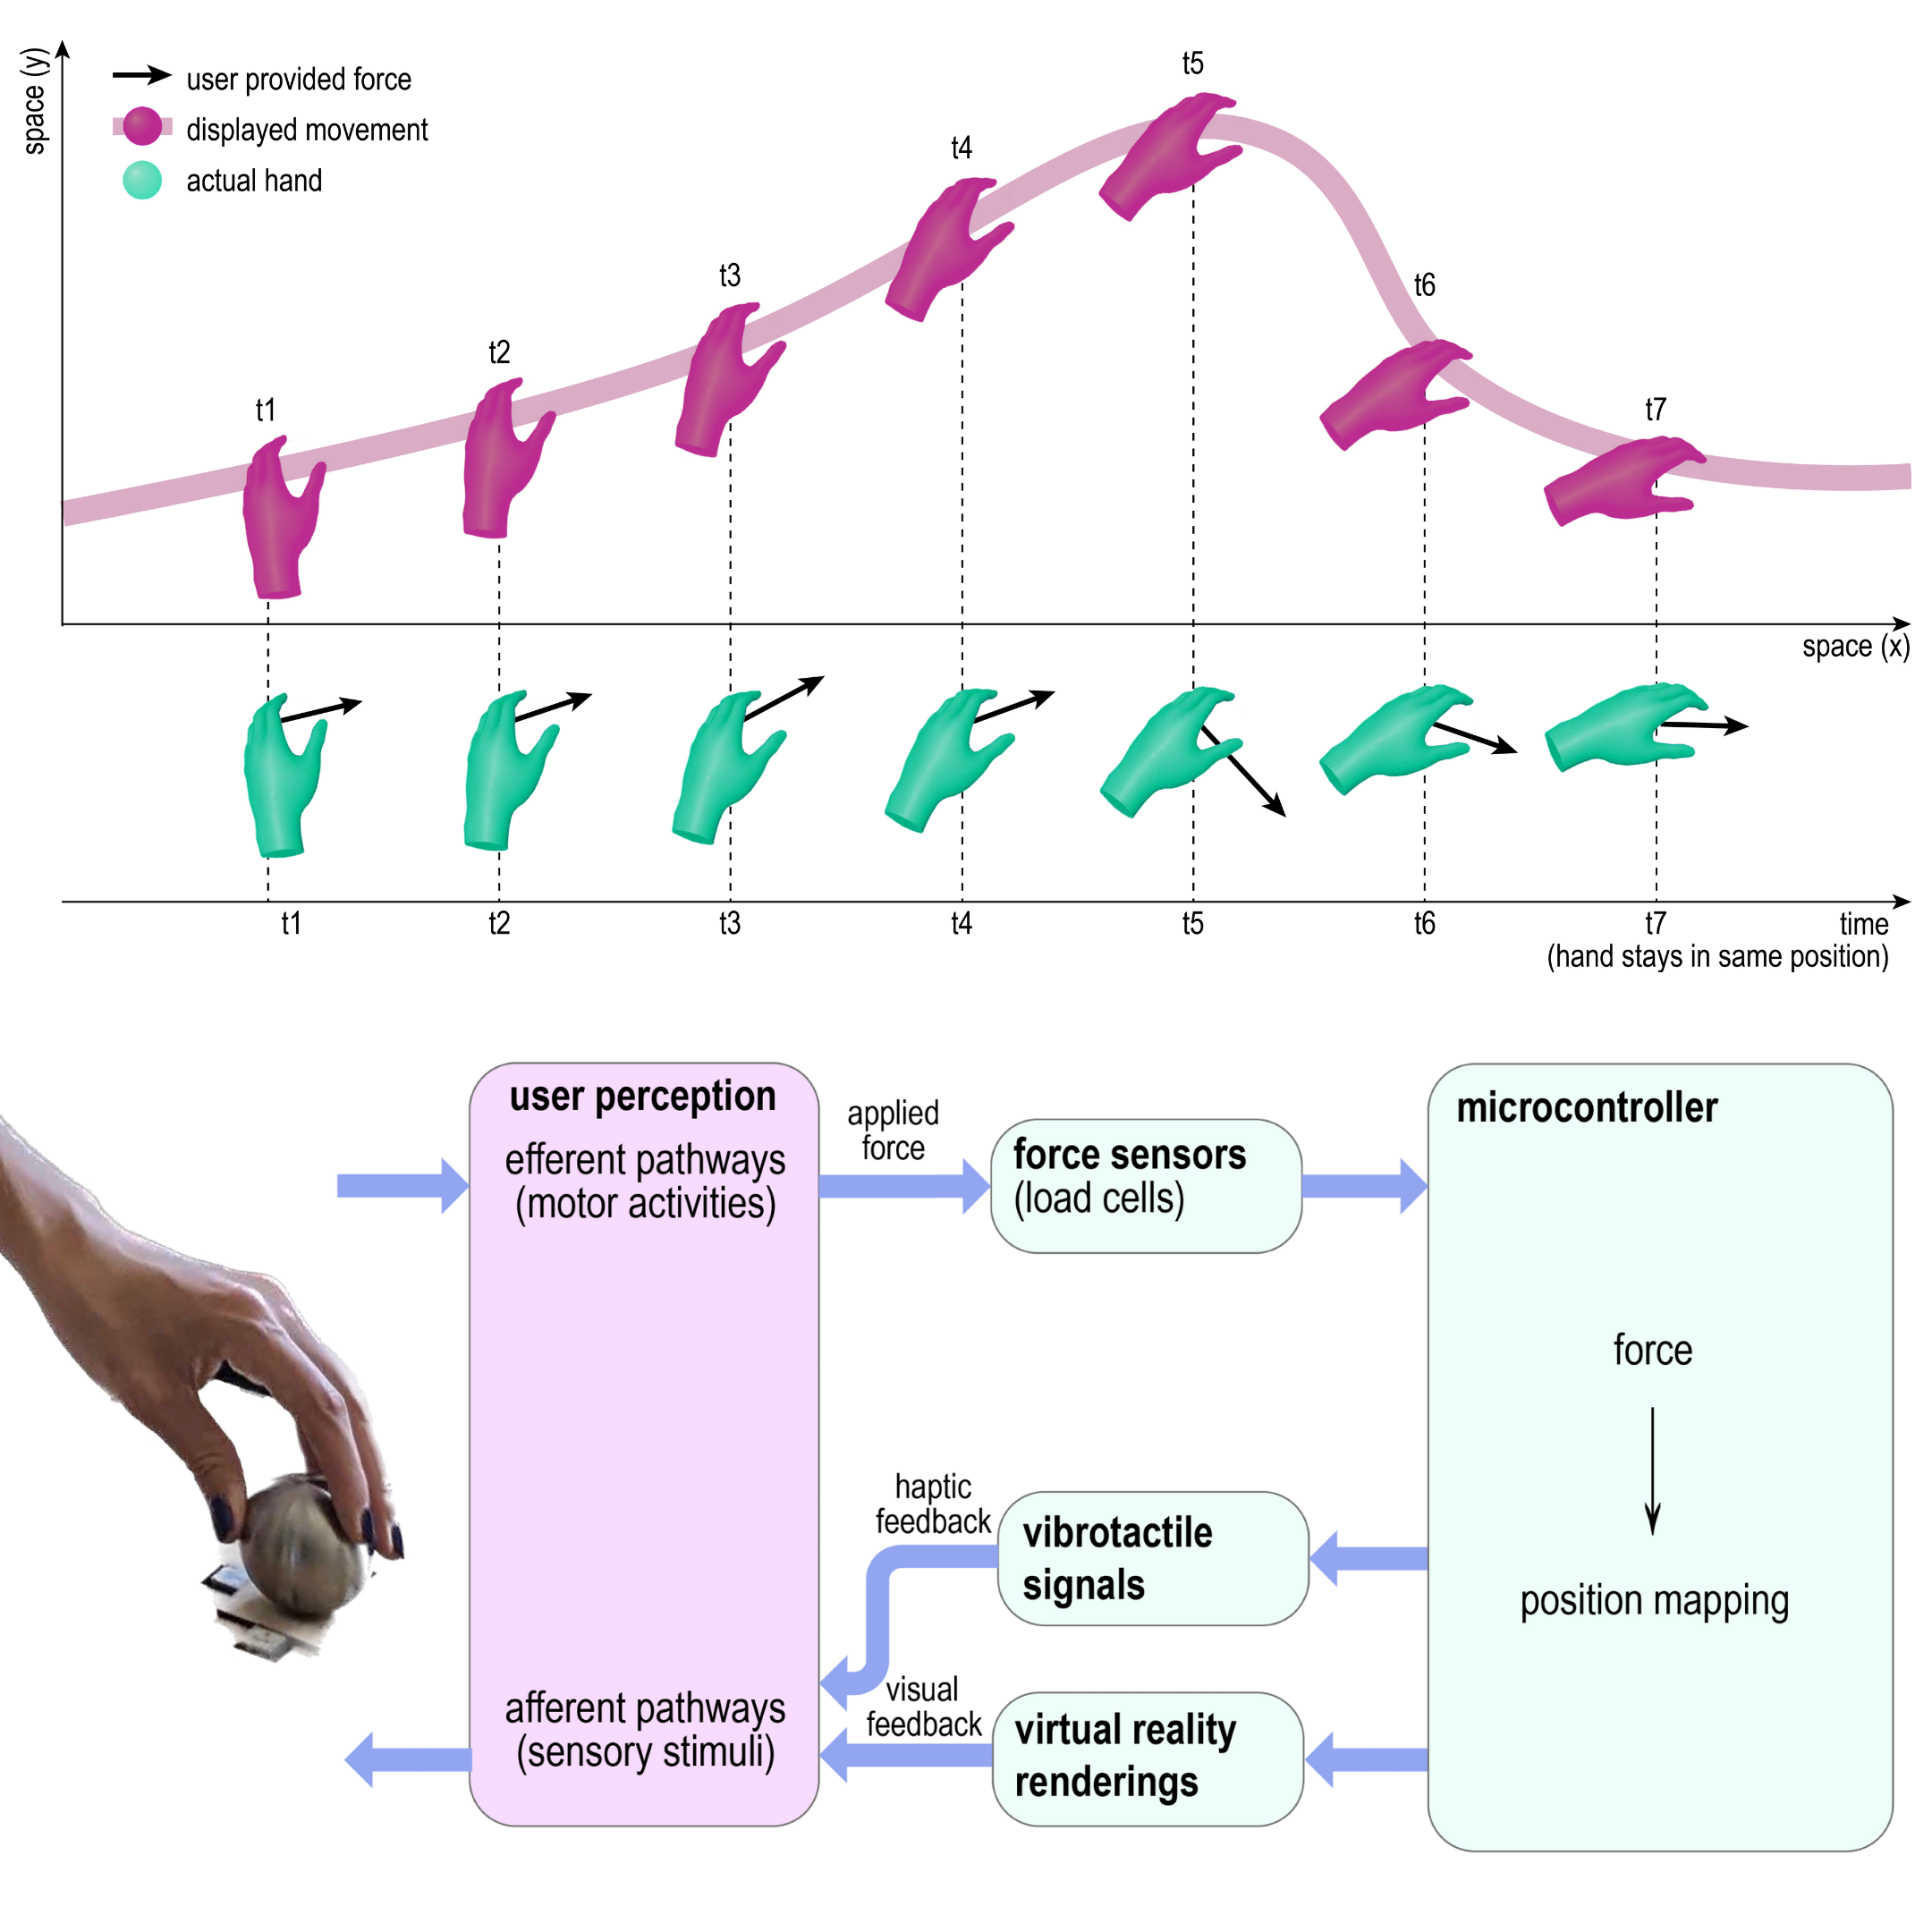 space (y)
user provided force
displayed movement
actual hand
t1
t2
t3
t4
t5
t6
t7
space (x)
t1
t2
t3
t4
t5
t6
t7
time
(hand stays in same position)
user perception
efferent pathways
(motor activities)
applied
force
force sensors
(load cells)
microcontroller
force
position mapping
haptic
feedback
vibrotactile
signals
afferent pathways
(sensory stimuli)
visual
feedback
virtual reality
renderings